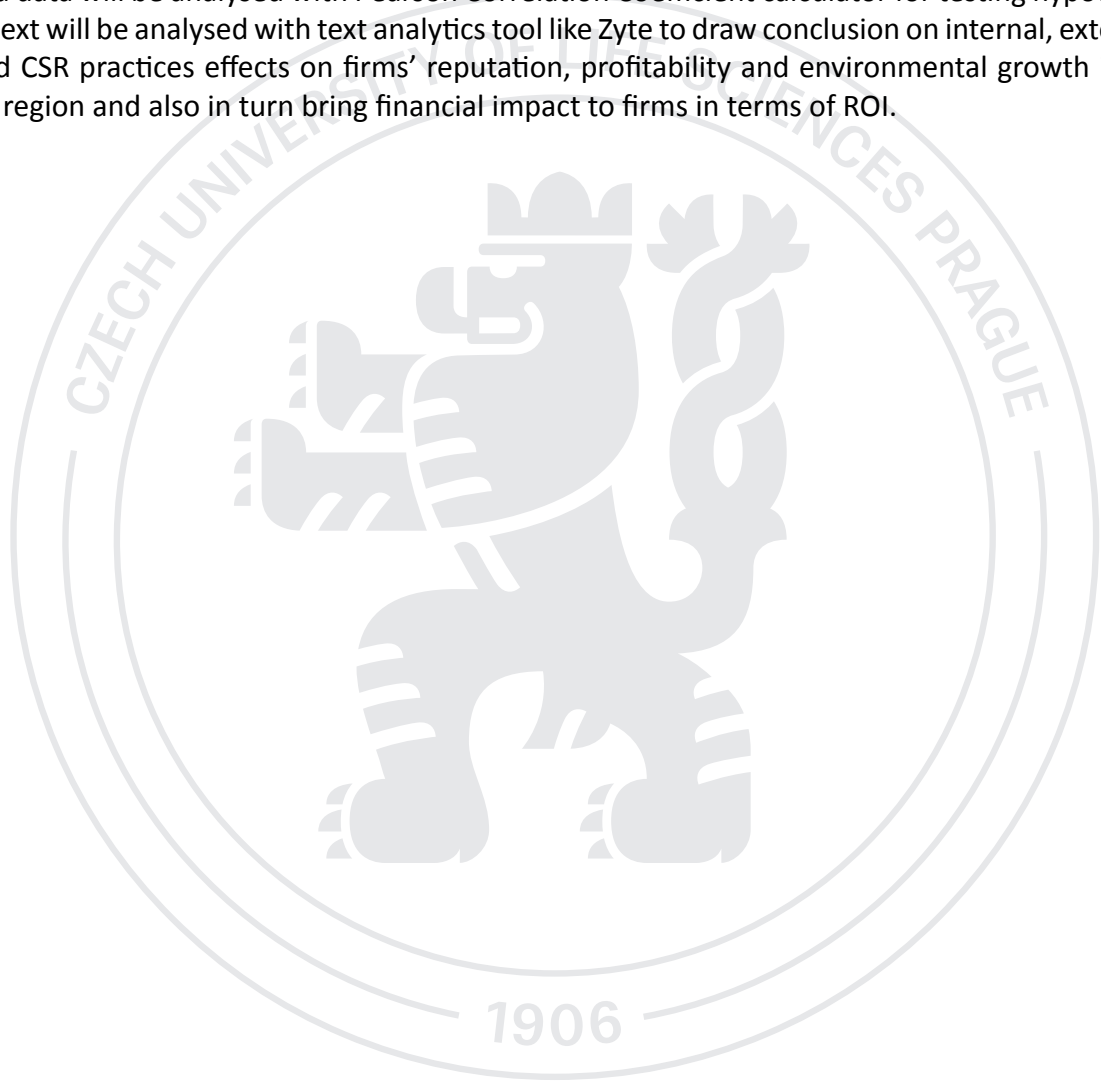 ext will be analysed with text analytics tool like Zyte to draw conclusion on internal, exte
d CSR practices effects on firms' reputation, profitability and environmental growth
region and also in turn bring financial impact to firms in terms of ROI.
CZECH UNIVERSITY OF LIFE SCIENCES PRAGUE
1906